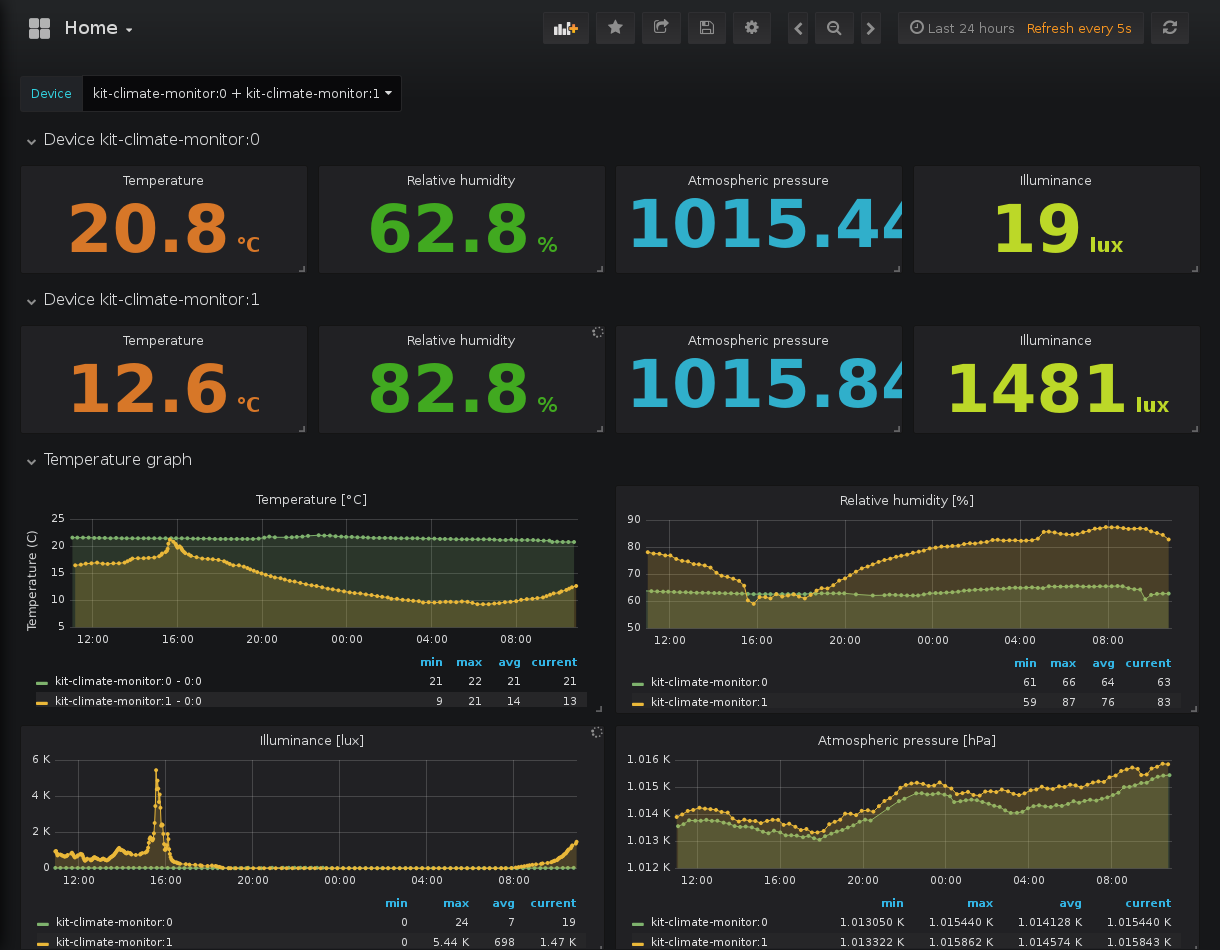 Home
Last 24 hours Refresh every 5s
Device kit-climate-monitor:0 + kit-climate-monitor:1
Device kit-climate-monitor:0
Temperature Relative humidity Atmospheric pressure Illuminance
20.8 °C 62.8 % 1015.44 19 lux
Device kit-climate-monitor:1
Temperature Relative humidity Atmospheric pressure Illuminance
12.6 °C 82.8 % 1015.84 1481 lux
Temperature graph
Temperature [°C]
Temperature (C)
25
20
15
10
5
12:00 16:00 20:00 00:00 04:00 08:00
min max avg current
kit-climate-monitor:0 - 0:0 21 22 21 21
kit-climate-monitor:1 - 0:0 9 21 14 13
Relative humidity [%]
90
80
70
60
50
12:00 16:00 20:00 00:00 04:00 08:00
min max avg current
kit-climate-monitor:0 61 66 64 63
kit-climate-monitor:1 59 87 76 83
Illuminance [lux]
6 K
4 K
2 K
0
12:00 16:00 20:00 00:00 04:00 08:00
min max avg current
kit-climate-monitor:0 0 24 7 19
kit-climate-monitor:1 0 5.44 K 698 1.47 K
Atmospheric pressure [hPa]
1.016 K
1.015 K
1.014 K
1.013 K
1.012 K
12:00 16:00 20:00 00:00 04:00 08:00
min max avg current
kit-climate-monitor:0 1.013050 K 1.015440 K 1.014128 K 1.015440 K
kit-climate-monitor:1 1.013322 K 1.015862 K 1.014574 K 1.015843 K